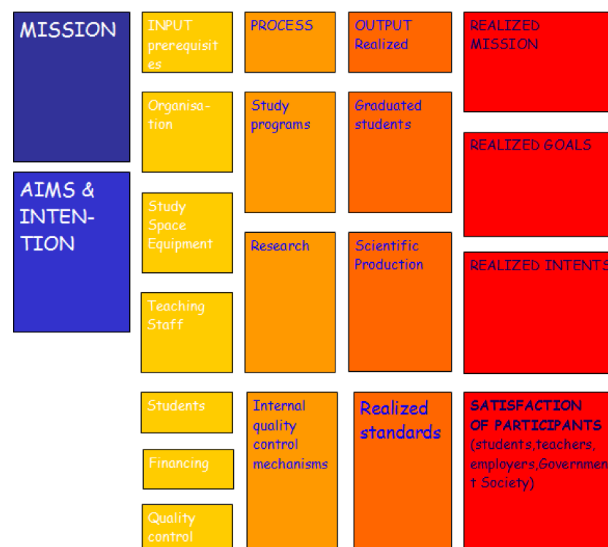 MISSION
AIMS &
INTEN-
TION
INPUT
prerequisit
es
Organisa-
tion
Study
Space
Equipment
Teaching
Staff
Students
Financing
Quality
control
PROCESS
Study
programs
Research
Internal
quality
control
mechanisms
OUTPUT
Realized
Graduated
students
Scientific
Production
Realized
standards
REALIZED
MISSION
REALIZED GOALS
REALIZED INTENTS
SATISFACTION
OF PARTICIPANTS
(students,teachers,
employers,Governmen
t Society)